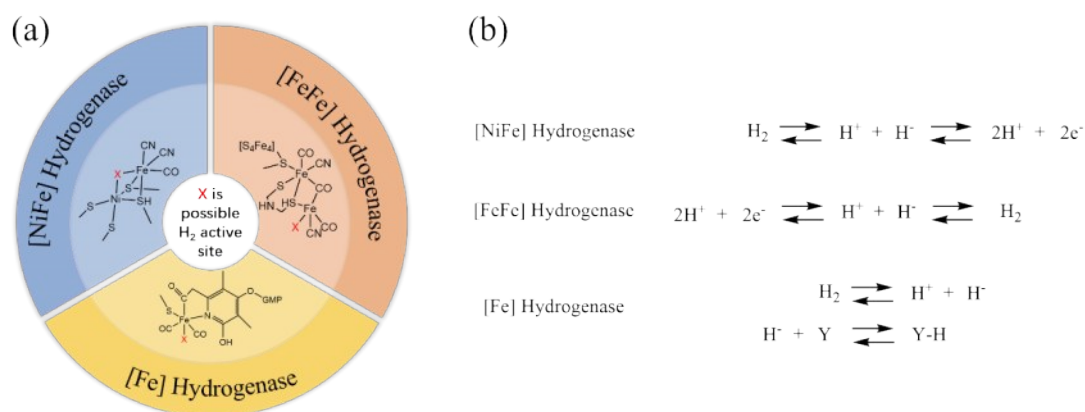 (a)
[NiFe] Hydrogenase
[FeFe] Hydrogenase
[Fe] Hydrogenase
CN
CN
Fe
CO
X
S
Ni
SH
S
S
[S₄Fe₄]
S
CO
CN
Fe
S
CO
HN
HS
Fe
X
CN
CO
X is
possible
H₂ active
site
O
O
GMP
S
Fe
N
OC
CO
X
OH
(b)
[NiFe] Hydrogenase H₂ ⇌ H⁺ + H⁻ ⇌ 2H⁺ + 2e⁻
[FeFe] Hydrogenase 2H⁺ + 2e⁻ ⇌ H⁺ + H⁻ ⇌ H₂
[Fe] Hydrogenase
H₂ ⇌ H⁺ + H⁻
H⁻ + Y ⇌ Y-H